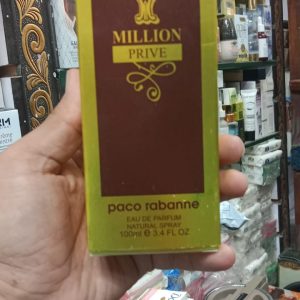 MILLION
PRIVE
paco rabanne
EAU DE PARFUM
NATURAL SPRAY
100ml e 3.4 FL OZ